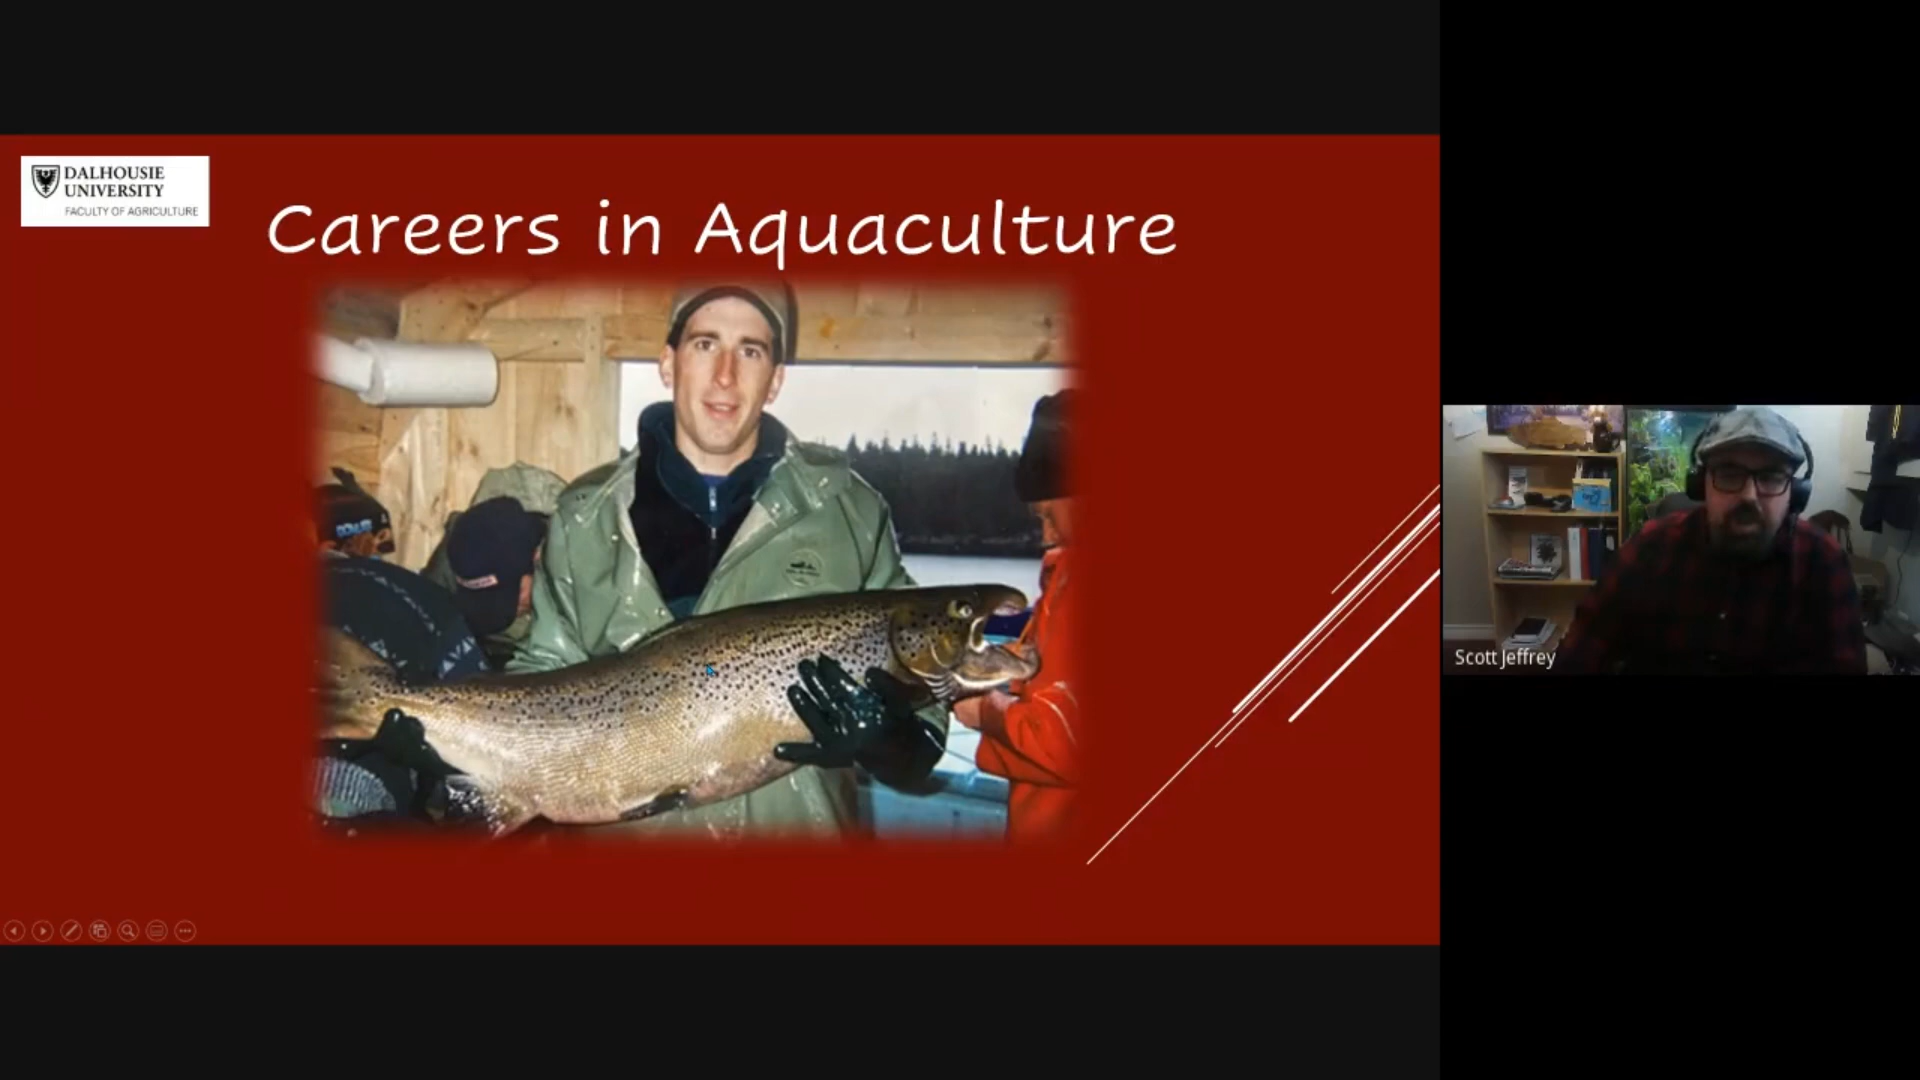 DALHOUSIE
UNIVERSITY
FACULTY OF AGRICULTURE
Careers in Aquaculture
Scott Jeffrey